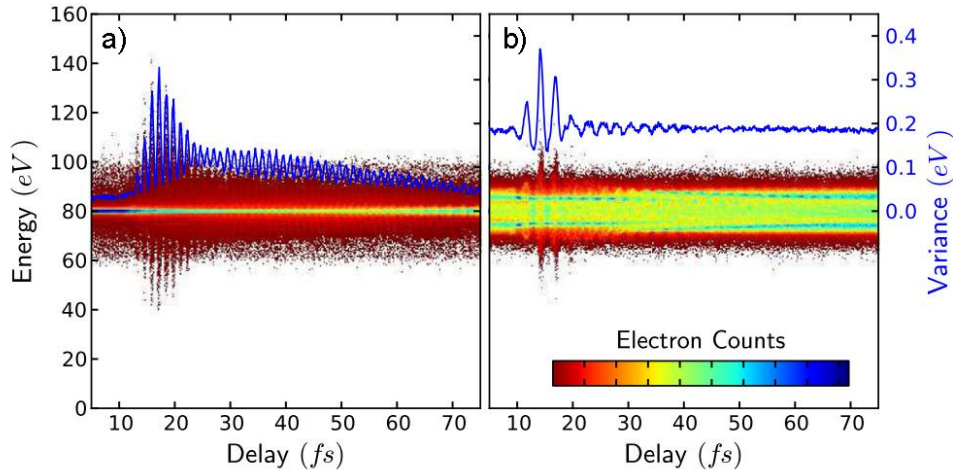 a)
b)
160
140
120
100
80
60
40
20
0
Energy (eV)
10 20 30 40 50 60 70
Delay (fs)
10 20 30 40 50 60 70
Delay (fs)
0.4
0.3
0.2
0.1
0.0
Variance (eV)
Electron Counts